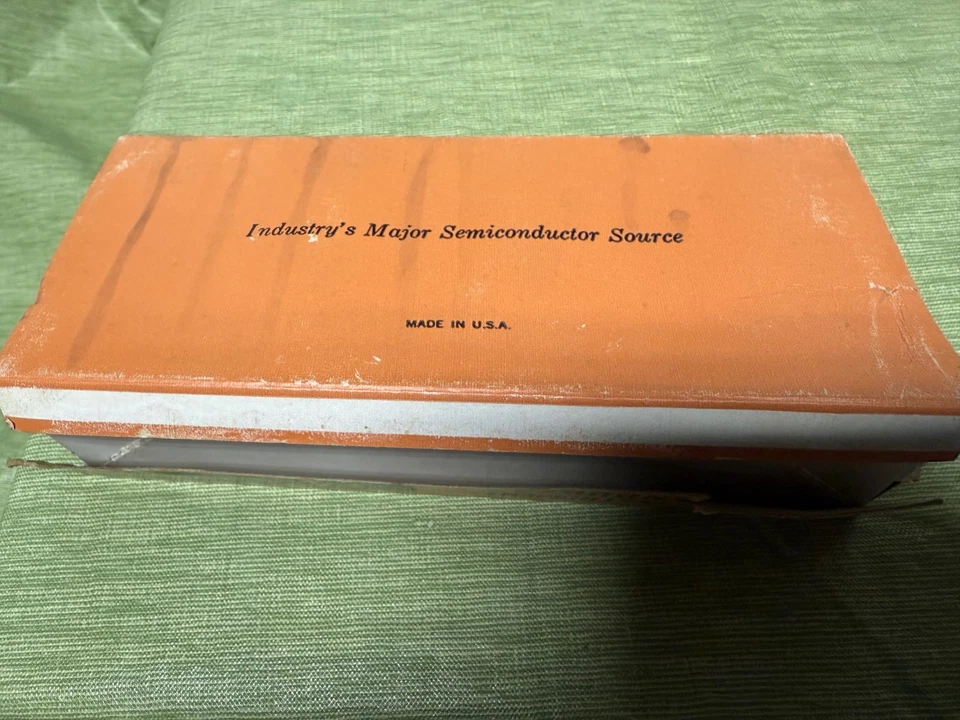 Industry's Major Semiconductor Source
MADE IN U.S.A.